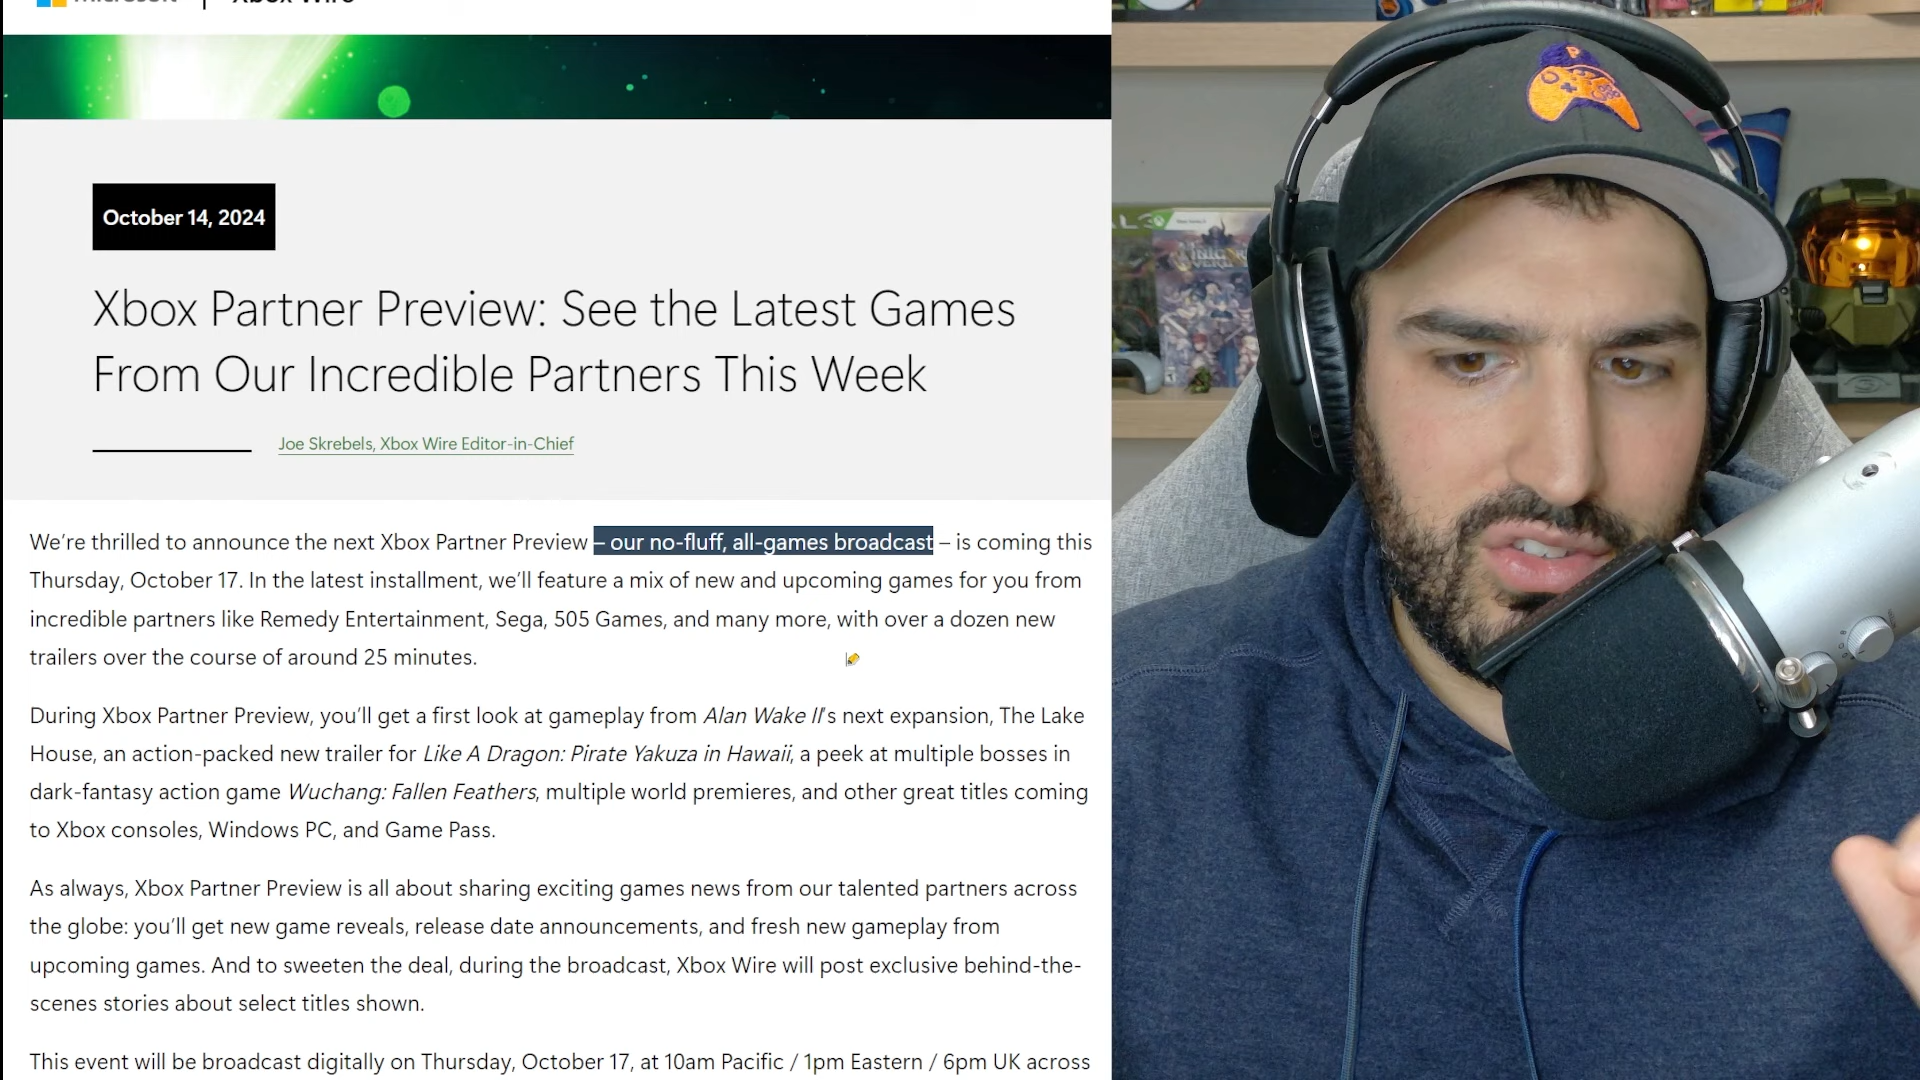 Microsoft | Xbox Wire
October 14, 2024
Xbox Partner Preview: See the Latest Games
From Our Incredible Partners This Week
Joe Skrebels, Xbox Wire Editor-in-Chief
We’re thrilled to announce the next Xbox Partner Preview – our no-fluff, all-games broadcast – is coming this
Thursday, October 17. In the latest installment, we’ll feature a mix of new and upcoming games for you from
incredible partners like Remedy Entertainment, Sega, 505 Games, and many more, with over a dozen new
trailers over the course of around 25 minutes.
During Xbox Partner Preview, you’ll get a first look at gameplay from Alan Wake II’s next expansion, The Lake
House, an action-packed new trailer for Like A Dragon: Pirate Yakuza in Hawaii, a peek at multiple bosses in
dark-fantasy action game Wuchang: Fallen Feathers, multiple world premieres, and other great titles coming
to Xbox consoles, Windows PC, and Game Pass.
As always, Xbox Partner Preview is all about sharing exciting games news from our talented partners across
the globe: you’ll get new game reveals, release date announcements, and fresh new gameplay from
upcoming games. And to sweeten the deal, during the broadcast, Xbox Wire will post exclusive behind-the-
scenes stories about select titles shown.
This event will be broadcast digitally on Thursday, October 17, at 10am Pacific / 1pm Eastern / 6pm UK across